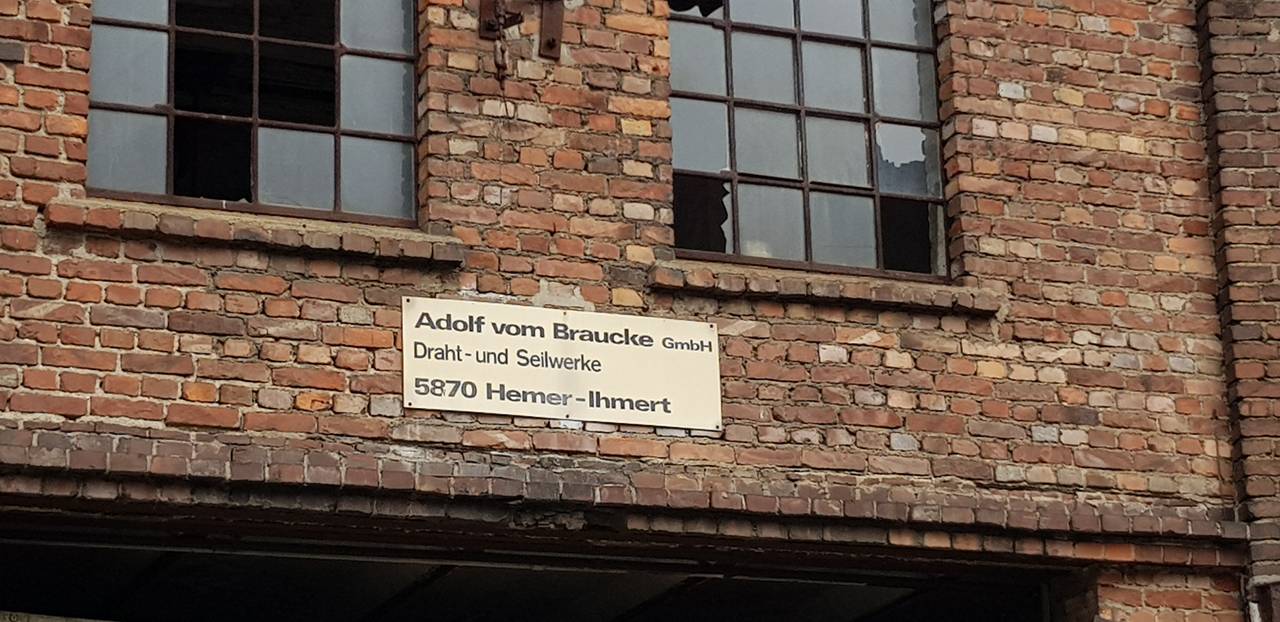 Adolf vom Braucke GmbH
Draht- und Seilwerke
5870 Hemer-Ihmert